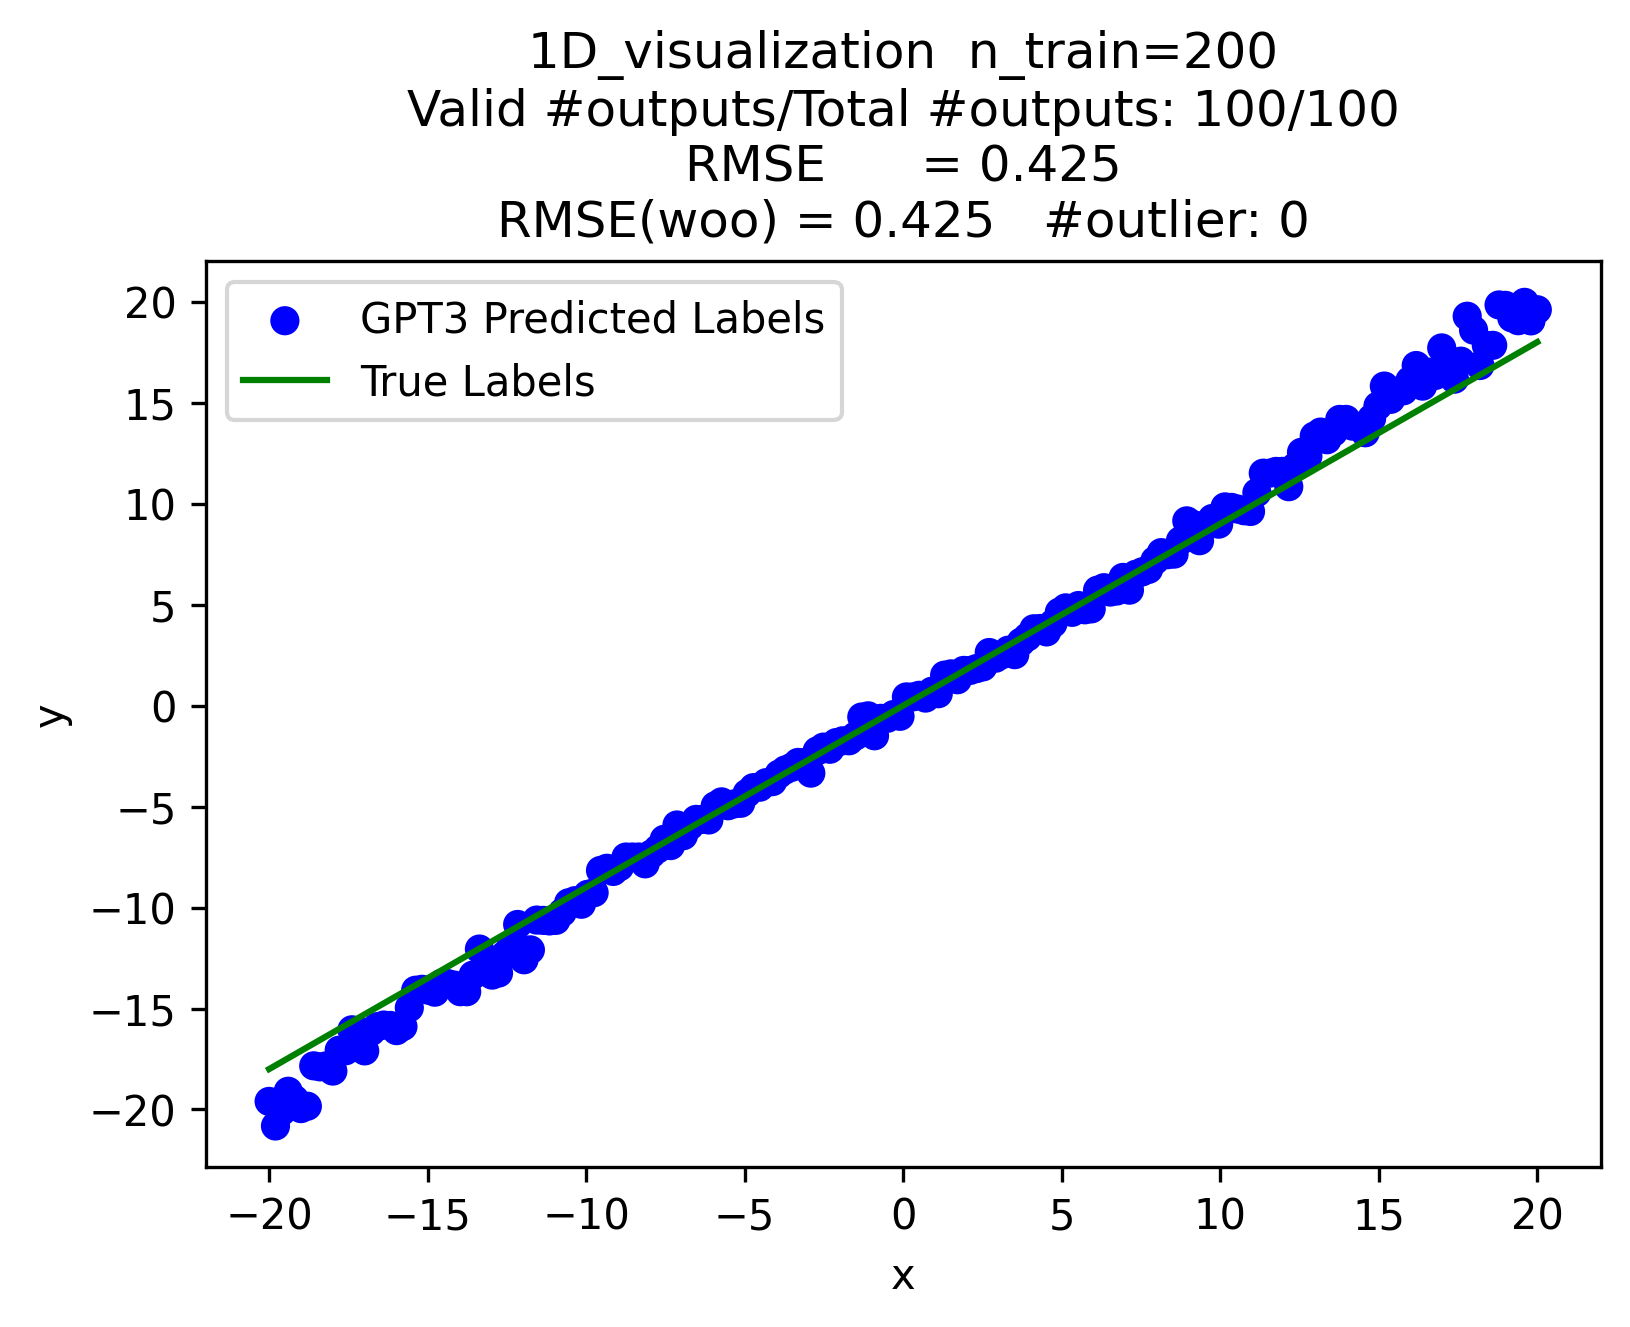 1D_visualization  n_train=200
Valid #outputs/Total #outputs: 100/100
RMSE      = 0.425
RMSE(woo) = 0.425   #outlier: 0
GPT3 Predicted Labels
True Labels
20
15
10
5
0
−5
−10
−15
−20
y
−20 −15 −10 −5 0 5 10 15 20
x